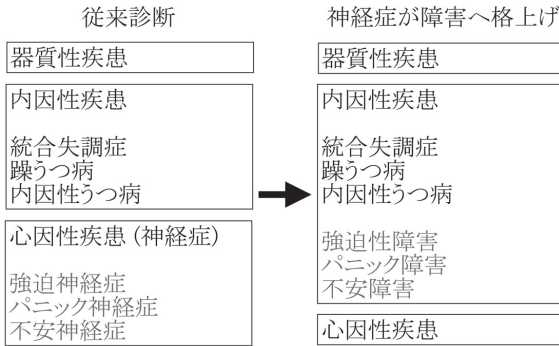 従来診断
器質性疾患
内因性疾患
統合失調症
躁うつ病
内因性うつ病
心因性疾患（神経症）
強迫神経症
パニック神経症
不安神経症
神経症が障害へ格上げ
器質性疾患
内因性疾患
統合失調症
躁うつ病
内因性うつ病
強迫性障害
パニック障害
不安障害
心因性疾患